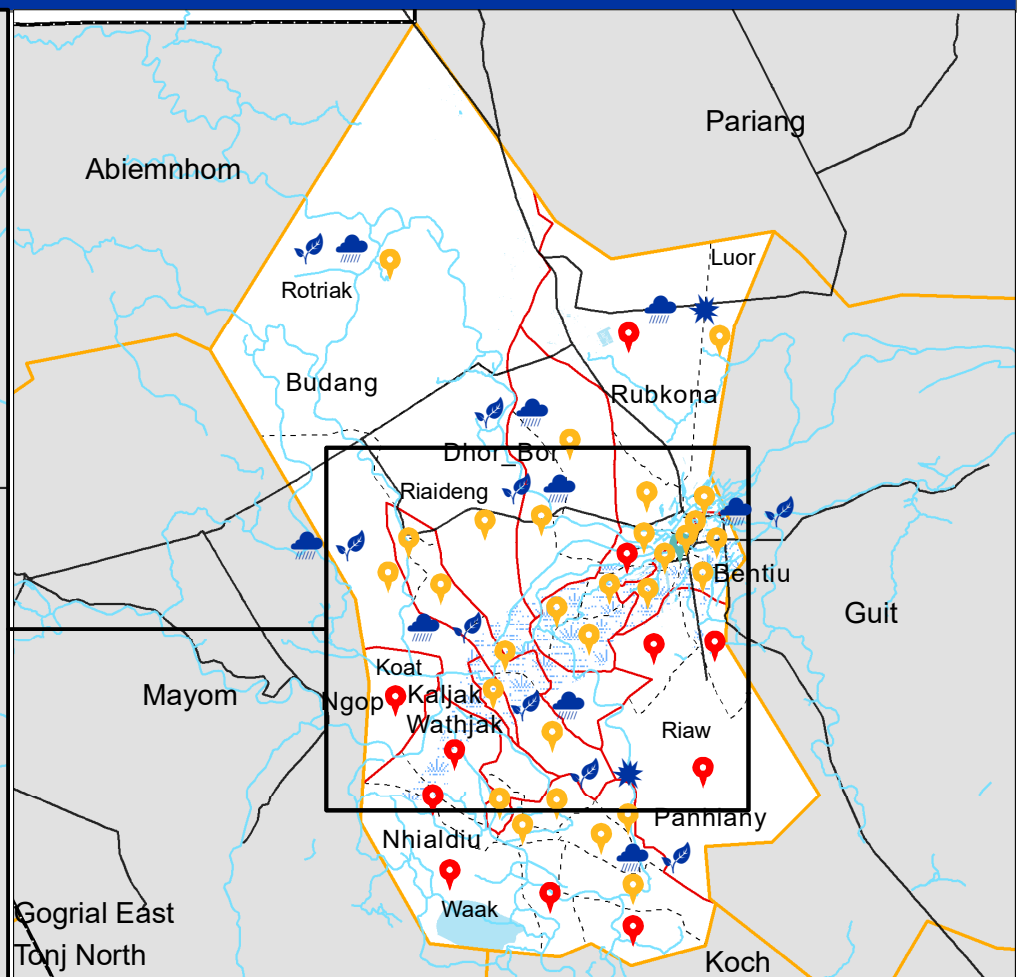 Pariang
Abiemnhom
Luor
Rotriak
Budang
Rubkona
Dhor_Bor
Riaideng
Bentiu
Guit
Koat
Mayom
Ngop
Kaljak
Wathjak
Riaw
Panhiany
Nhialdiu
Waak
Gogrial East
Tonj North
Koch